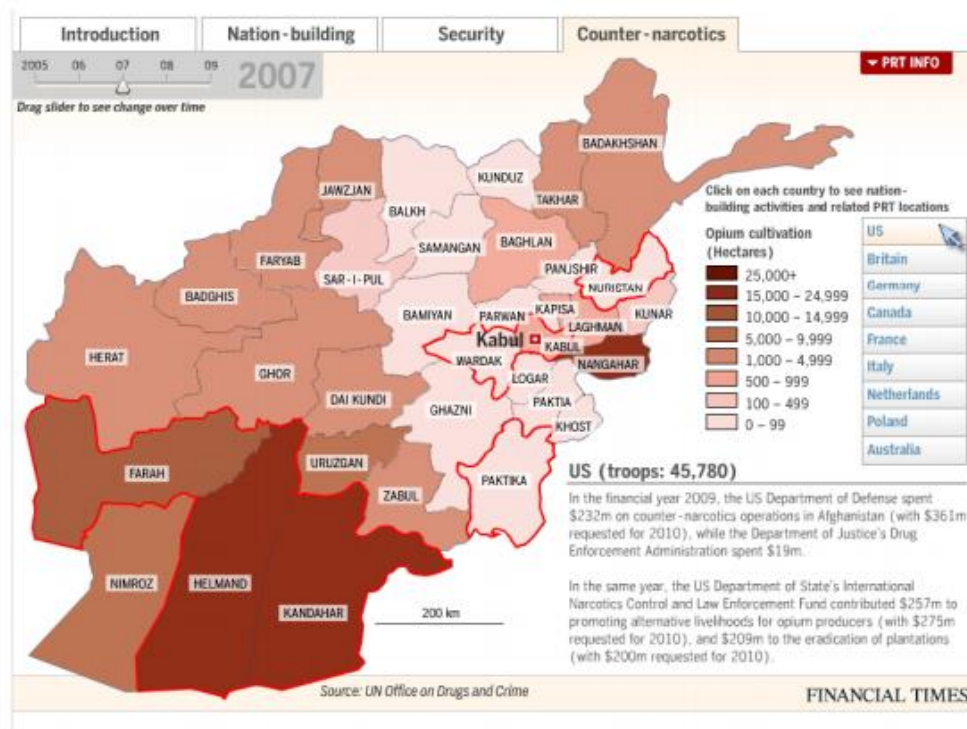 Introduction
Nation-building
Security
Counter-narcotics
2005 06 07 08 09
2007
PRT INFO
Drag slider to see change over time
BADAKHSHAN
KUNDUZ
JAWZJAN
TAKHAR
BALKH
SAMANGAN
BAGHLAN
FARYAB
SAR-I-PUL
PANJSHIR
NURISTAN
BADGHIS
BAMIYAN
PARWAN
KAPISA
KUNAR
LAGHMAN
Kabul
KABUL
HERAT
WARDAK
NANGAHAR
GHOR
LOGAR
DAI KUNDI
GHAZNI
PAKTIA
KHOST
FARAH
URUZGAN
ZABUL
PAKTIKA
NIMROZ
HELMAND
KANDAHAR
200 km
Click on each country to see nation-
building activities and related PRT locations
Opium cultivation
(Hectares)
25,000+
15,000 – 24,999
10,000 – 14,999
5,000 – 9,999
1,000 – 4,999
500 – 999
100 – 499
0 – 99
US
Britain
Germany
Canada
France
Italy
Netherlands
Poland
Australia
US (troops: 45,780)
In the financial year 2009, the US Department of Defense spent
$232m on counter-narcotics operations in Afghanistan (with $361m
requested for 2010), while the Department of Justice's Drug
Enforcement Administration spent $19m.
In the same year, the US Department of State's International
Narcotics Control and Law Enforcement Fund contributed $257m to
promoting alternative livelihoods for opium producers (with $275m
requested for 2010), and $209m to the eradication of plantations
(with $200m requested for 2010).
Source: UN Office on Drugs and Crime
FINANCIAL TIMES